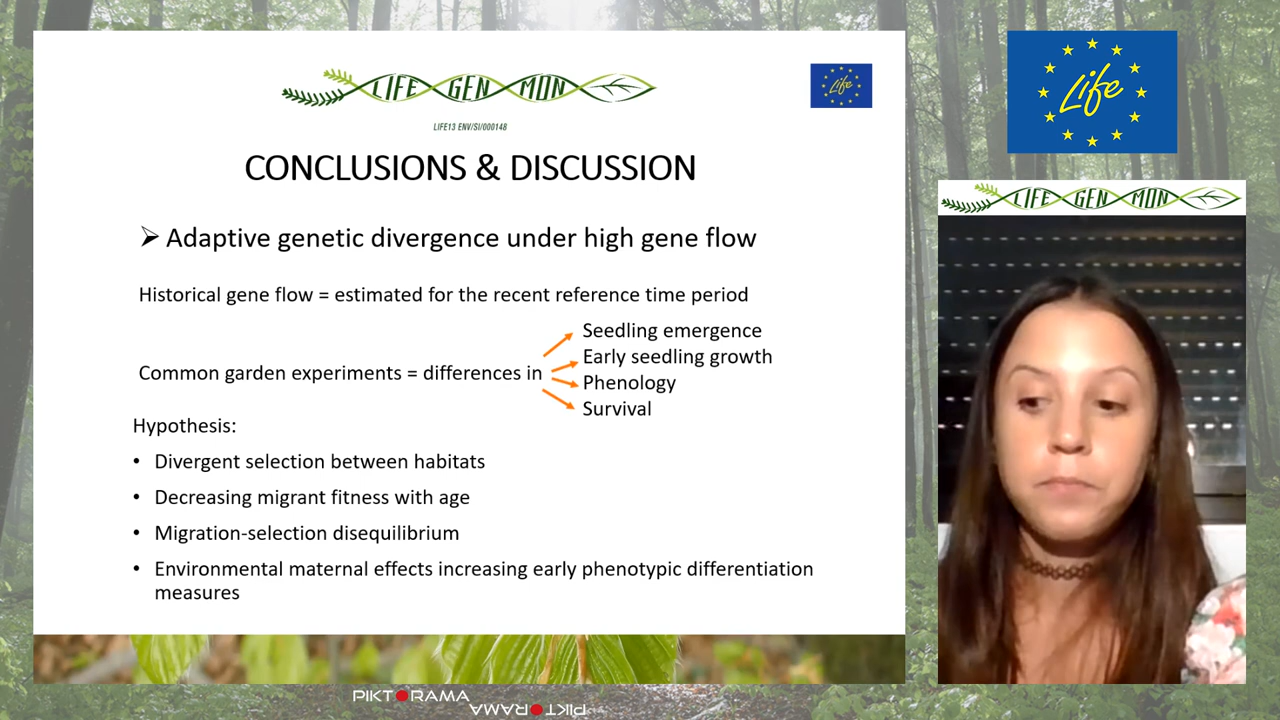 LIFE GEN MON
LIFE13 ENV/SI/000148
Life
CONCLUSIONS & DISCUSSION
➢ Adaptive genetic divergence under high gene flow
Historical gene flow = estimated for the recent reference time period
Common garden experiments = differences in
Seedling emergence
Early seedling growth
Phenology
Survival
Hypothesis:
• Divergent selection between habitats
• Decreasing migrant fitness with age
• Migration-selection disequilibrium
• Environmental maternal effects increasing early phenotypic differentiation
measures
Life
LIFE GEN MON
PIKTORAMA
PIKTORAMA